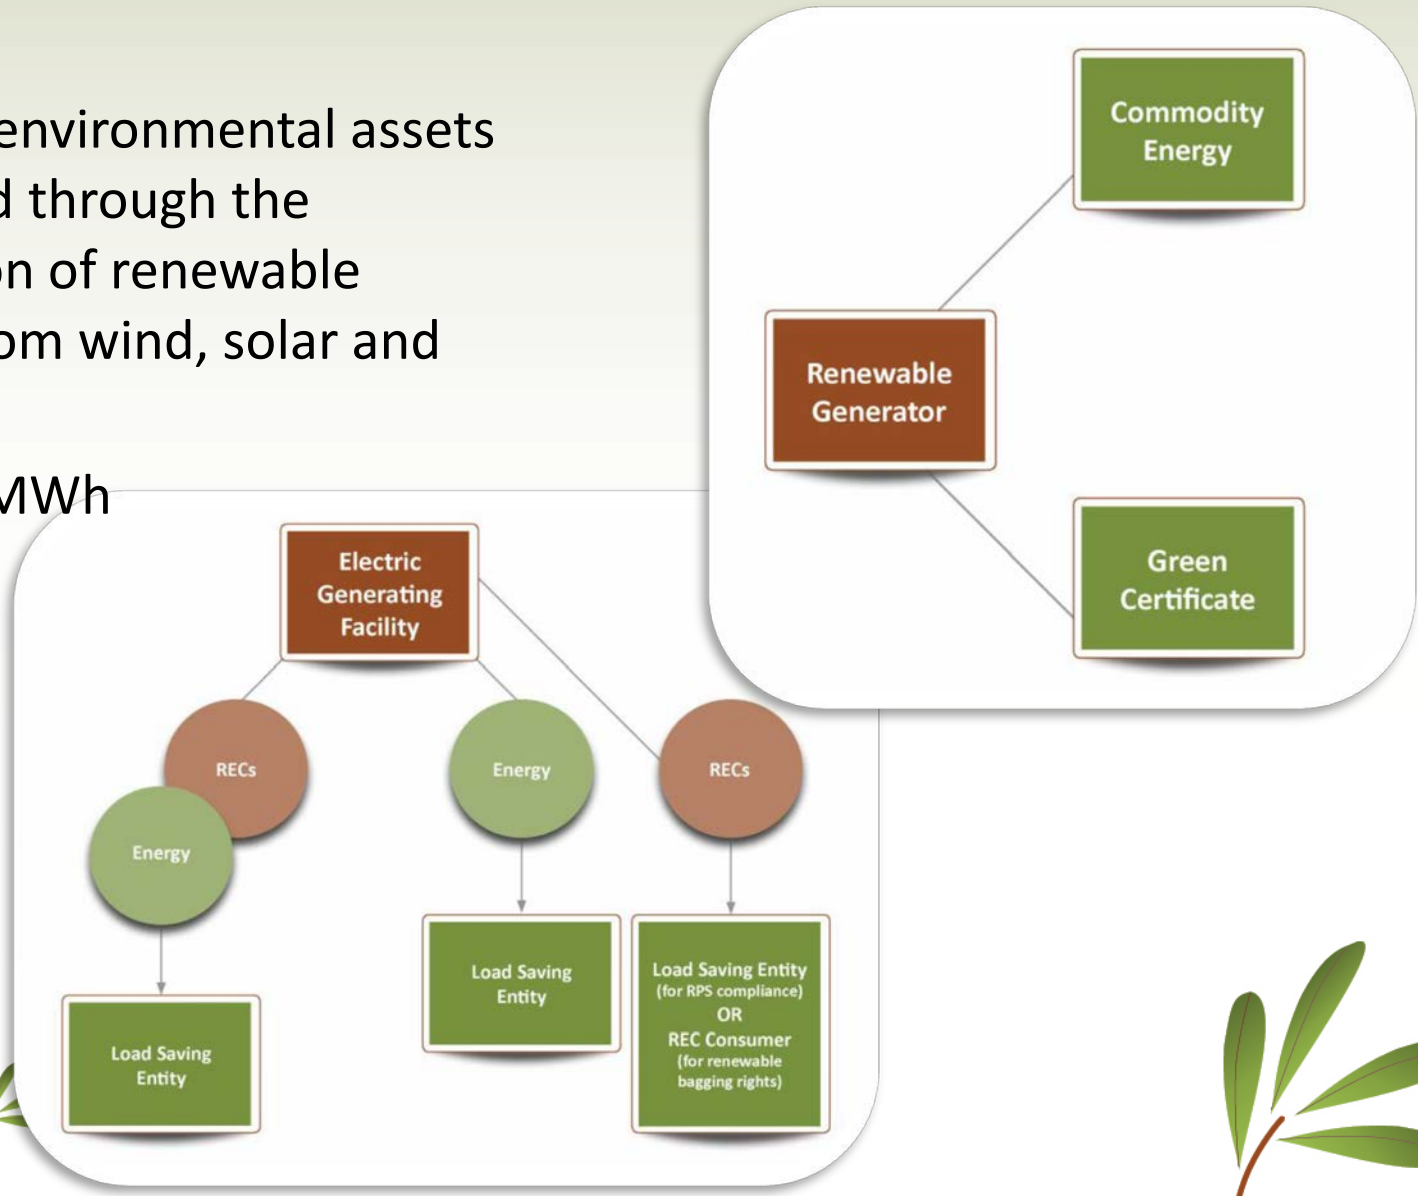 environmental assets
d through the
on of renewable
om wind, solar and
MWh
Commodity
Energy
Renewable
Generator
Green
Certificate
Electric
Generating
Facility
RECs
Energy
Energy
RECs
Load Saving
Entity
Load Saving
Entity
Load Saving Entity
(for RPS compliance)
OR
REC Consumer
(for renewable
bagging rights)